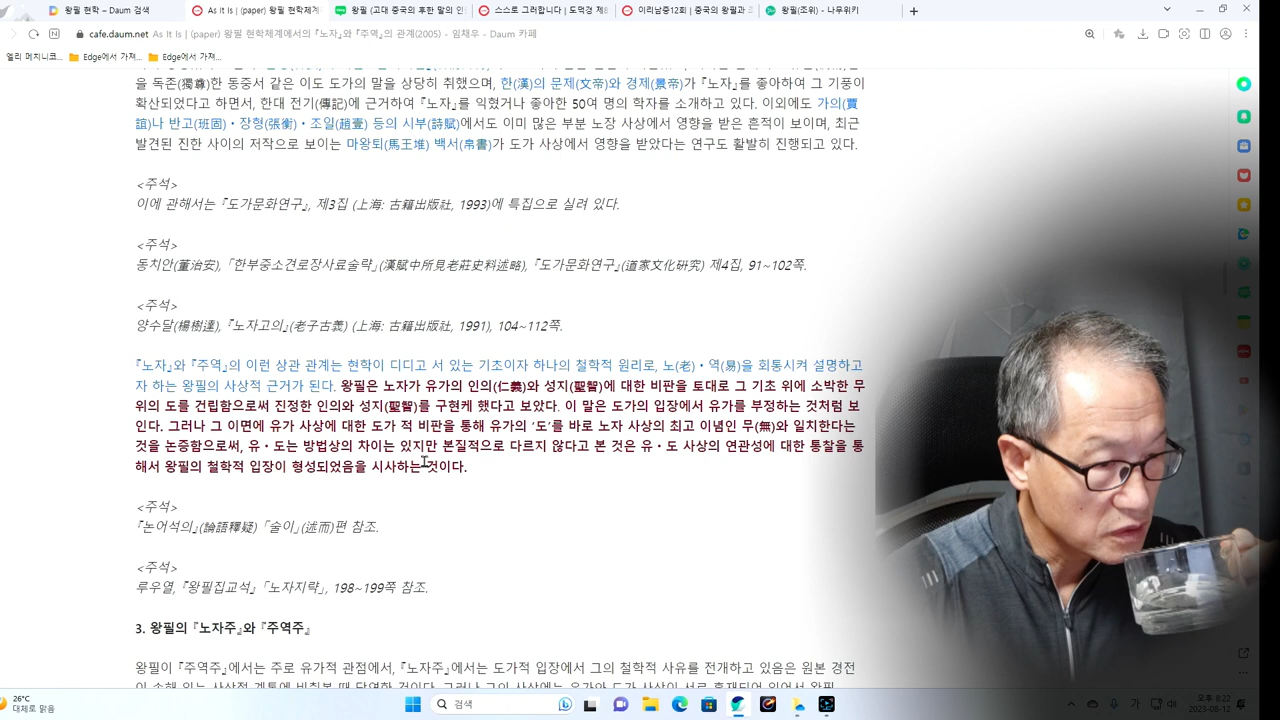 왕필 현학 – Daum 검색
As It Is | (paper) 왕필 현학체계
왕필 (고대 중국의 후한 말의 인
스스로 그러합니다 | 도덕경 제8
이리남중12회 | 중국의 왕필과
왕필(조위) - 나무위키
cafe.daum.net As It Is | (paper) 왕필 현학체계에서의 『노자』와 『주역』의 관계(2005) - 임채우 - Daum 카페
엘리 머치니코... Edge에서 가져... Edge에서 가져...
을 독존(獨尊)한 동중서 같은 이도 도가의 말을 상당히 취했으며, 한(漢)의 문제(文帝)와 경제(景帝)가 『노자』를 좋아하여 그 기풍이
확산되었다고 하면서, 한대 전기(傳記)에 근거하여 『노자』를 익혔거나 좋아한 50여 명의 학자를 소개하고 있다. 이외에도 가의(賈
誼)나 반고(班固)・장형(張衡)・조일(趙壹) 등의 시부(詩賦)에서도 이미 많은 부분 노장 사상에서 영향을 받은 흔적이 보이며, 최근
발견된 진한 사이의 저작으로 보이는 마왕퇴(馬王堆) 백서(帛書)가 도가 사상에서 영향을 받았다는 연구도 활발히 진행되고 있다.
<주석>
이에 관해서는 『도가문화연구』, 제3집 (上海: 古籍出版社, 1993)에 특집으로 실려 있다.
<주석>
동치안(董治安), 「한부중소견로장사료술략」(漢賦中所見老莊史料述略), 『도가문화연구』(道家文化研究) 제4집, 91~102쪽.
<주석>
양수달(楊樹達), 『노자고의』(老子古義) (上海: 古籍出版社, 1991), 104~112쪽.
『노자』와 『주역』의 이런 상관 관계는 현학이 디디고 서 있는 기초이자 하나의 철학적 원리로, 노(老)・역(易)을 회통시켜 설명하고
자 하는 왕필의 사상적 근거가 된다. 왕필은 노자가 유가의 인의(仁義)와 성지(聖智)에 대한 비판을 토대로 그 기초 위에 소박한 무
위의 도를 건립함으로써 진정한 인의와 성지(聖智)를 구현케 했다고 보았다. 이 말은 도가의 입장에서 유가를 부정하는 것처럼 보
인다. 그러나 그 이면에 유가 사상에 대한 도가 적 비판을 통해 유가의 '도'를 바로 노자 사상의 최고 이념인 무(無)와 일치한다는
것을 논증함으로써, 유・도는 방법상의 차이는 있지만 본질적으로 다르지 않다고 본 것은 유・도 사상의 연관성에 대한 통찰을 통
해서 왕필의 철학적 입장이 형성되었음을 시사하는 것이다.
<주석>
『논어석의』(論語釋疑) 「술이」(述而)편 참조.
<주석>
루우열, 『왕필집교석』 「노자지략」, 198~199쪽 참조.
3. 왕필의 『노자주』와 『주역주』
왕필이 『주역주』에서는 주로 유가적 관점에서, 『노자주』에서는 도가적 입장에서 그의 철학적 사유를 전개하고 있음은 원본 경전
26°C
대체로 맑음
검색
가
오후 8:22
2023-08-12